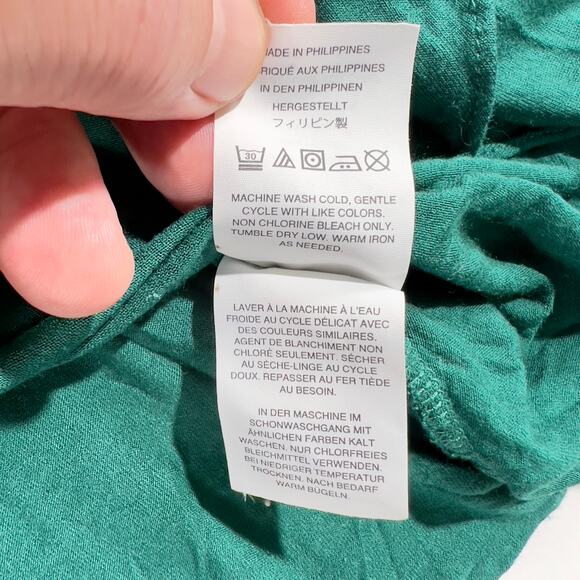 MADE IN PHILIPPINES
FABRIQUÉ AUX PHILIPPINES
IN DEN PHILIPPINEN
HERGESTELLT
フィリピン製
30
MACHINE WASH COLD, GENTLE
CYCLE WITH LIKE COLORS.
NON CHLORINE BLEACH ONLY.
TUMBLE DRY LOW. WARM IRON
AS NEEDED.
LAVER À LA MACHINE À L'EAU
FROIDE AU CYCLE DÉLICAT AVEC
DES COULEURS SIMILAIRES.
AGENT DE BLANCHIMENT NON
CHLORÉ SEULEMENT. SÉCHER
AU SÈCHE-LINGE AU CYCLE
DOUX. REPASSER AU FER TIÈDE
AU BESOIN.
IN DER MASCHINE IM
SCHONWASCHGANG MIT
ÄHNLICHEN FARBEN KALT
WASCHEN. NUR CHLORFREIES
BLEICHMITTEL VERWENDEN.
BEI NIEDRIGER TEMPERATUR
TROCKNEN. NACH BEDARF
WARM BÜGELN.